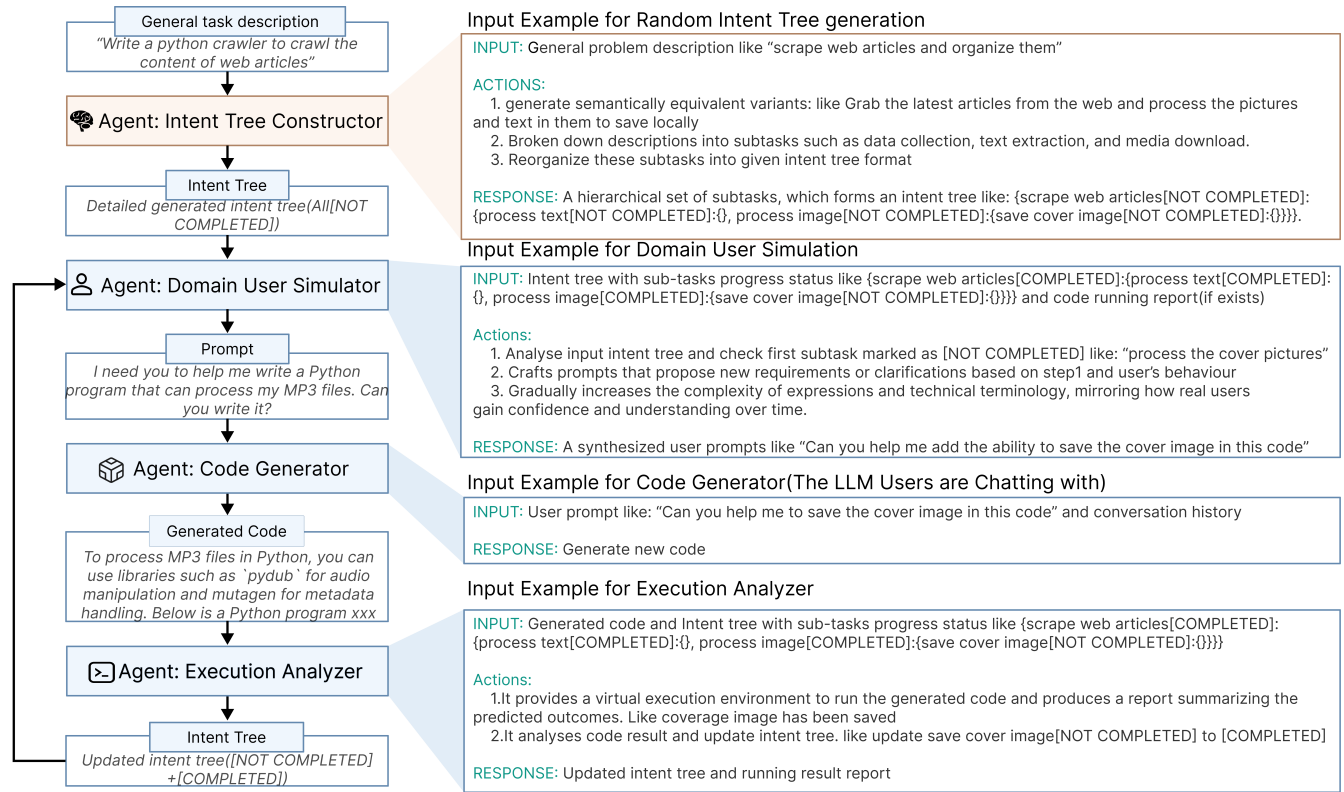 General task description
“Write a python crawler to crawl the
content of web articles”
Agent: Intent Tree Constructor
Intent Tree
Detailed generated intent tree(All[NOT
COMPLETED])
Agent: Domain User Simulator
Prompt
I need you to help me write a Python
program that can process my MP3 files. Can
you write it?
Agent: Code Generator
Generated Code
To process MP3 files in Python, you can
use libraries such as `pydub` for audio
manipulation and mutagen for metadata
handling. Below is a Python program xxx
Agent: Execution Analyzer
Intent Tree
Updated intent tree([NOT COMPLETED]
+[COMPLETED])
Input Example for Random Intent Tree generation
INPUT: General problem description like “scrape web articles and organize them”
ACTIONS:
1. generate semantically equivalent variants: like Grab the latest articles from the web and process the pictures
and text in them to save locally
2. Broken down descriptions into subtasks such as data collection, text extraction, and media download.
3. Reorganize these subtasks into given intent tree format
RESPONSE: A hierarchical set of subtasks, which forms an intent tree like: {scrape web articles[NOT COMPLETED]:
{process text[NOT COMPLETED]:{}, process image[NOT COMPLETED]:{save cover image[NOT COMPLETED]:{}}}}.
Input Example for Domain User Simulation
INPUT: Intent tree with sub-tasks progress status like {scrape web articles[COMPLETED]:{process text[COMPLETED]:
{}, process image[COMPLETED]:{save cover image[NOT COMPLETED]:{}}}} and code running report(if exists)
Actions:
1. Analyse input intent tree and check first subtask marked as [NOT COMPLETED] like: “process the cover pictures”
2. Crafts prompts that propose new requirements or clarifications based on step1 and user’s behaviour
3. Gradually increases the complexity of expressions and technical terminology, mirroring how real users
gain confidence and understanding over time.
RESPONSE: A synthesized user prompts like “Can you help me add the ability to save the cover image in this code”
Input Example for Code Generator(The LLM Users are Chatting with)
INPUT: User prompt like: “Can you help me to save the cover image in this code” and conversation history
RESPONSE: Generate new code
Input Example for Execution Analyzer
INPUT: Generated code and Intent tree with sub-tasks progress status like {scrape web articles[COMPLETED]:
{process text[COMPLETED]:{}, process image[COMPLETED]:{save cover image[NOT COMPLETED]:{}}}}
Actions:
1.It provides a virtual execution environment to run the generated code and produces a report summarizing the
predicted outcomes. Like coverage image has been saved
2.It analyses code result and update intent tree. like update save cover image[NOT COMPLETED] to [COMPLETED]
RESPONSE: Updated intent tree and running result report